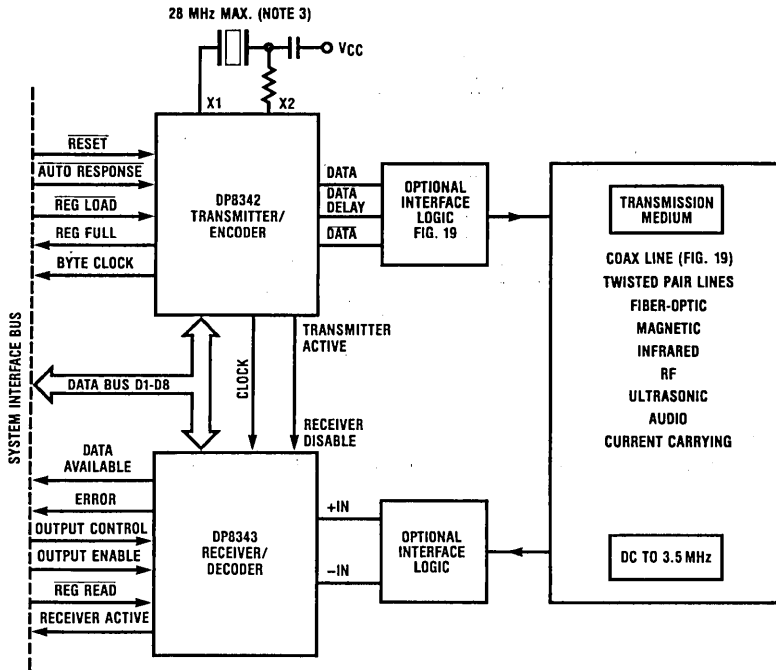 28 MHz MAX. (NOTE 3)
VCC
X1
X2
RESET
AUTO RESPONSE
REG LOAD
REG FULL
BYTE CLOCK
DP8342
TRANSMITTER/
ENCODER
DATA
DATA
DELAY
DATA
OPTIONAL
INTERFACE
LOGIC
FIG. 19
TRANSMISSION
MEDIUM
COAX LINE (FIG. 19)
TWISTED PAIR LINES
FIBER-OPTIC
MAGNETIC
INFRARED
RF
ULTRASONIC
AUDIO
CURRENT CARRYING
DC TO 3.5 MHz
SYSTEM INTERFACE BUS
DATA BUS D1-D8
CLOCK
TRANSMITTER
ACTIVE
RECEIVER
DISABLE
DATA
AVAILABLE
ERROR
OUTPUT CONTROL
OUTPUT ENABLE
REG READ
RECEIVER ACTIVE
DP8343
RECEIVER/
DECODER
+IN
−IN
OPTIONAL
INTERFACE
LOGIC